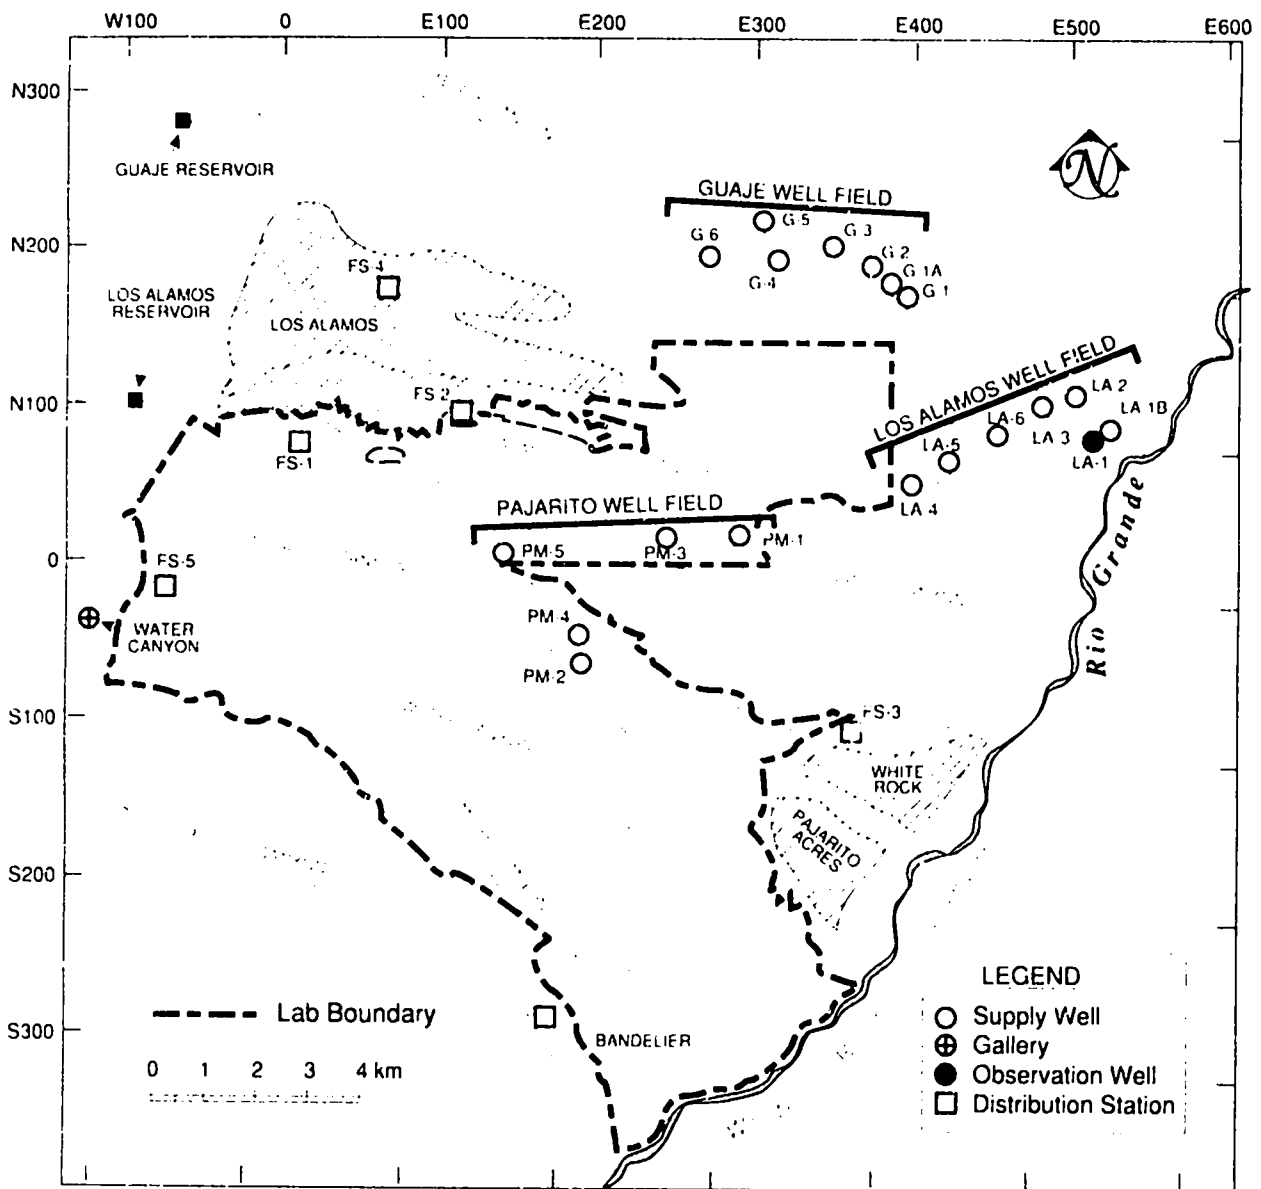 W100 0 E100 E200 E300 E400 E500 E600
N300
GUAJE RESERVOIR
N
GUAJE WELL FIELD
G-5
G-6
G-3
N200
G-2
FS-4
G-4
G-1A
G-1
LOS ALAMOS
RESERVOIR
LOS ALAMOS
LOS ALAMOS WELL FIELD
FS-2
LA-2
N100
LA-6
LA-1B
LA-3
LA-5
FS-1
LA-1
LA-4
PAJARITO WELL FIELD
PM-5
PM-3
PM-1
0
FS-5
Rio Grande
PM-4
WATER
CANYON
PM-2
S100
FS-3
WHITE
ROCK
PAJARITO
ACRES
S200
LEGEND
Lab Boundary
Supply Well
S300
BANDELIER
Gallery
0 1 2 3 4 km
Observation Well
Distribution Station